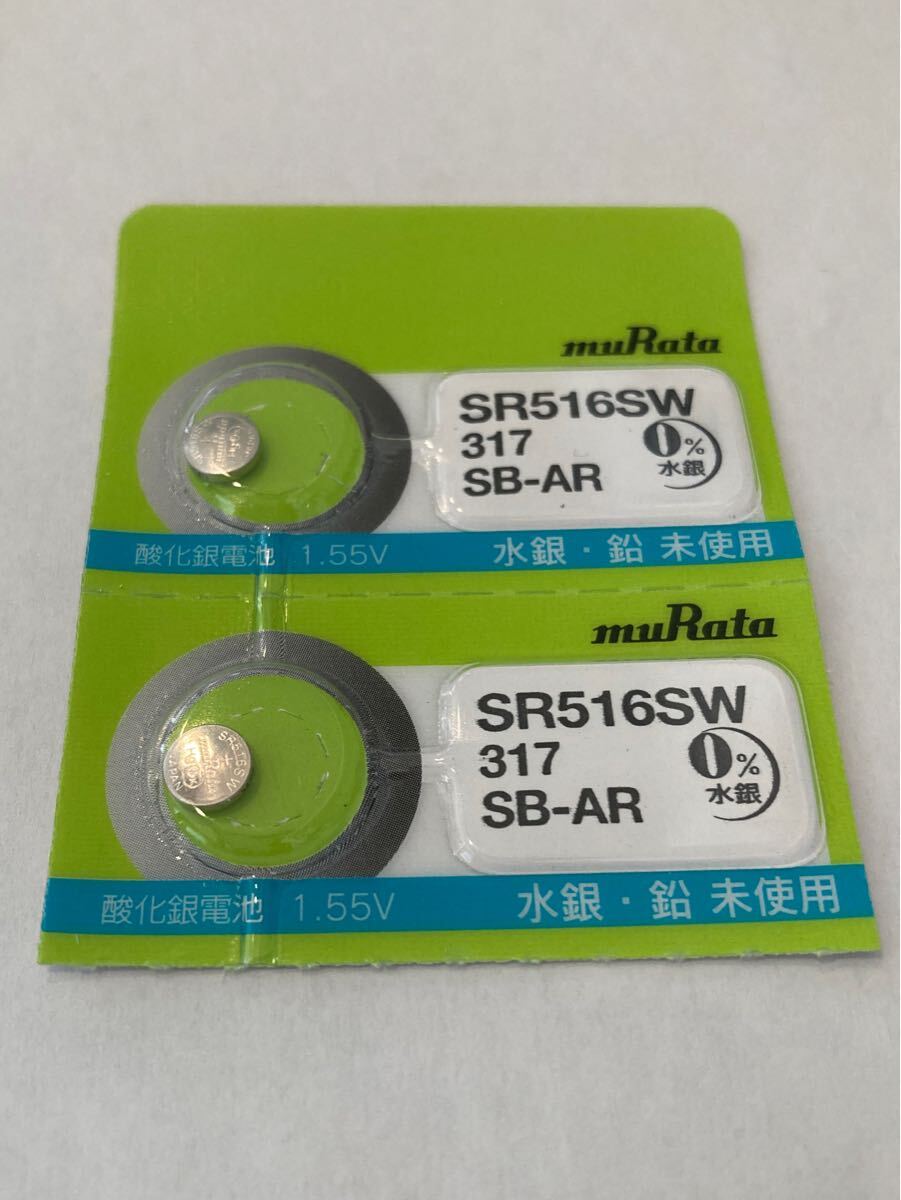 muRata
SR516SW
317
SB-AR
0%
水銀
酸化銀電池 1.55V 水銀・鉛 未使用
muRata
SR516SW
317
SB-AR
0%
水銀
SR516SW
JAPAN
酸化銀電池 1.55V 水銀・鉛 未使用